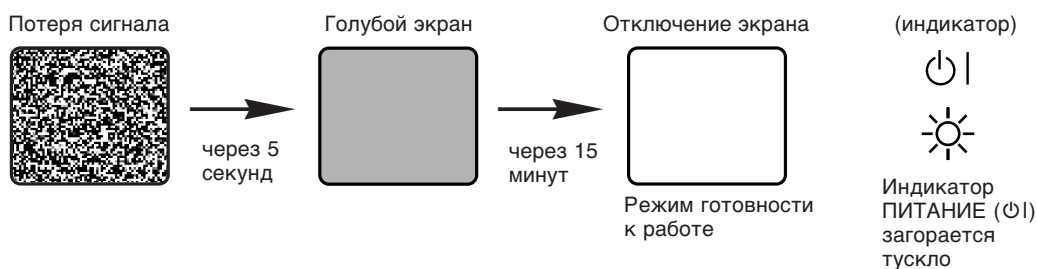 Потеря сигнала
Голубой экран
Отключение экрана
(индикатор)
через 5
секунд
через 15
минут
Режим готовности
к работе
Индикатор
ПИТАНИЕ (⏻|)
загорается
тускло